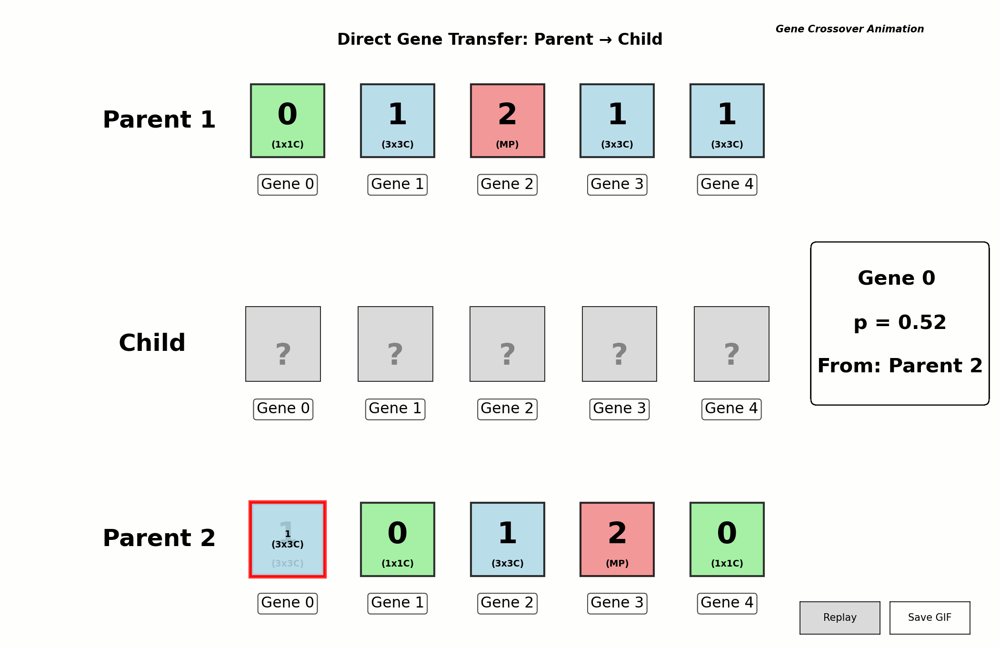 Gene Crossover Animation
Direct Gene Transfer: Parent → Child
Parent 1
0
(1x1C)
1
(3x3C)
2
(MP)
1
(3x3C)
1
(3x3C)
Gene 0
Gene 1
Gene 2
Gene 3
Gene 4
Child
?
?
?
?
?
Gene 0
Gene 1
Gene 2
Gene 3
Gene 4
Gene 0
p = 0.52
From: Parent 2
Parent 2
1
1
(3x3C)
(3x3C)
0
(1x1C)
1
(3x3C)
2
(MP)
0
(1x1C)
Gene 0
Gene 1
Gene 2
Gene 3
Gene 4
Replay
Save GIF